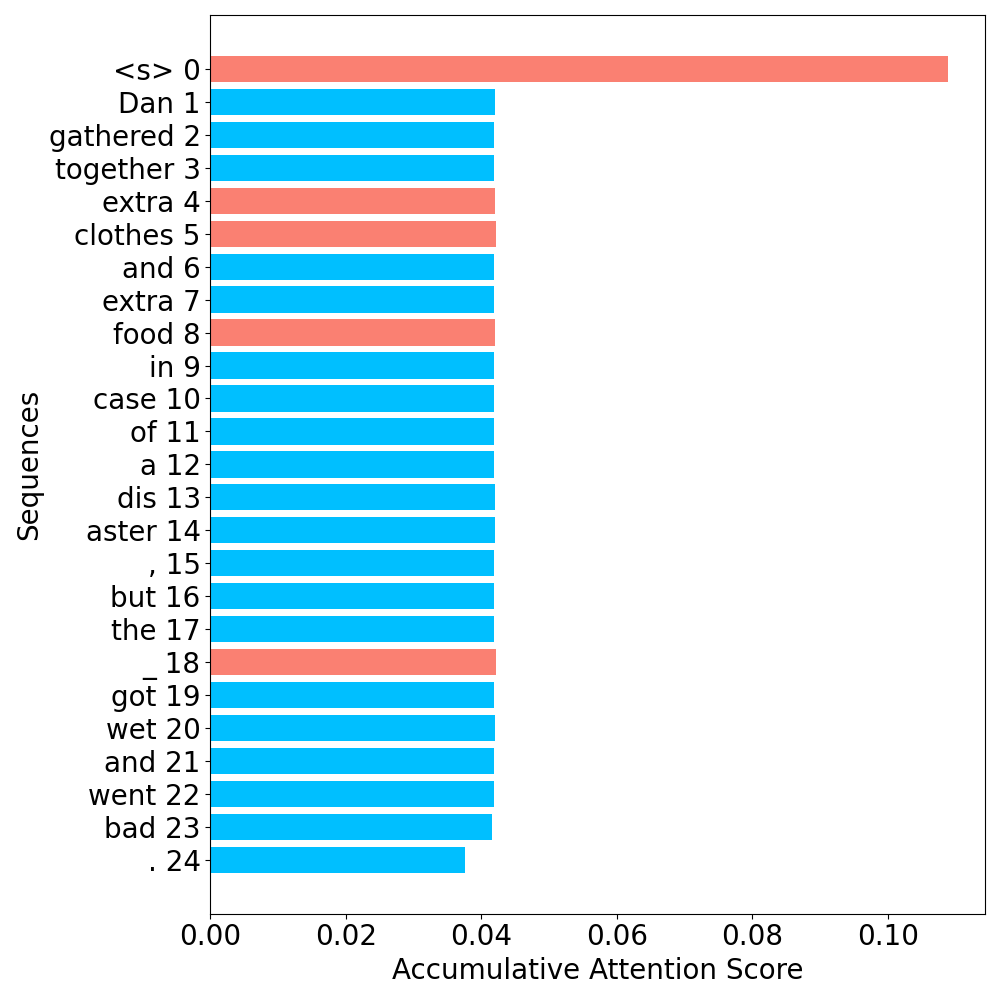 <s> 0
Dan 1
gathered 2
together 3
extra 4
clothes 5
and 6
extra 7
food 8
in 9
case 10
of 11
a 12
dis 13
aster 14
, 15
but 16
the 17
_ 18
got 19
wet 20
and 21
went 22
bad 23
. 24
Sequences
0.00 0.02 0.04 0.06 0.08 0.10
Accumulative Attention Score